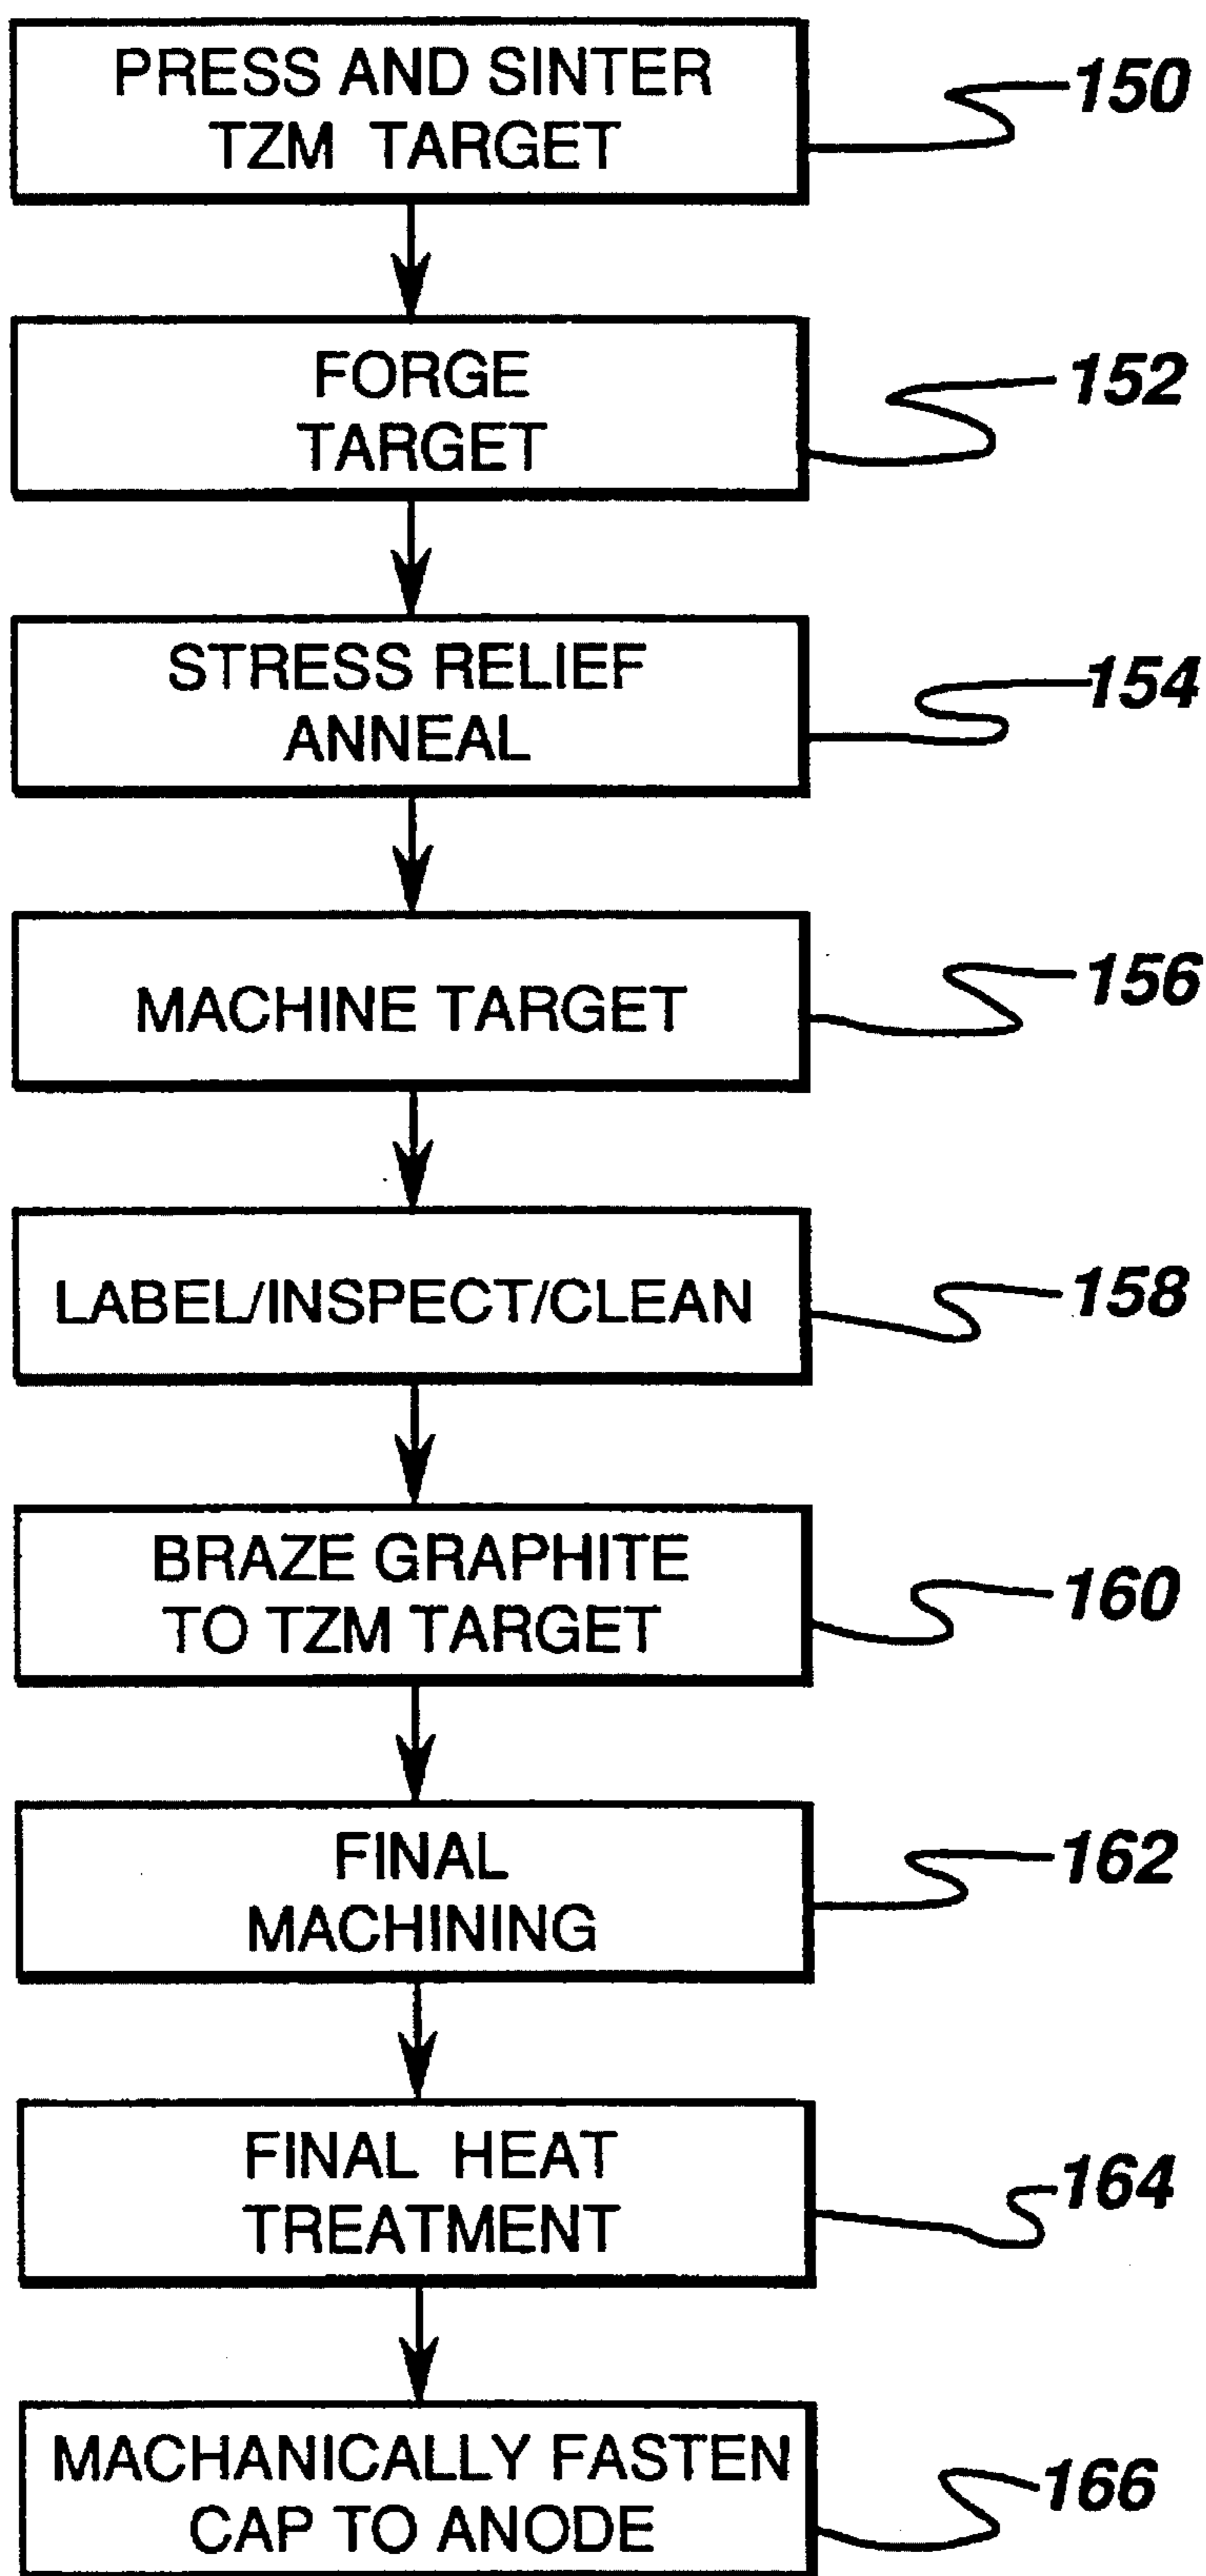 PRESS AND SINTER
TZM TARGET
150
FORGE
TARGET
152
STRESS RELIEF
ANNEAL
154
MACHINE TARGET
156
LABEL/INSPECT/CLEAN
158
BRAZE GRAPHITE
TO TZM TARGET
160
FINAL
MACHINING
162
FINAL HEAT
TREATMENT
164
MACHANICALLY FASTEN
CAP TO ANODE
166